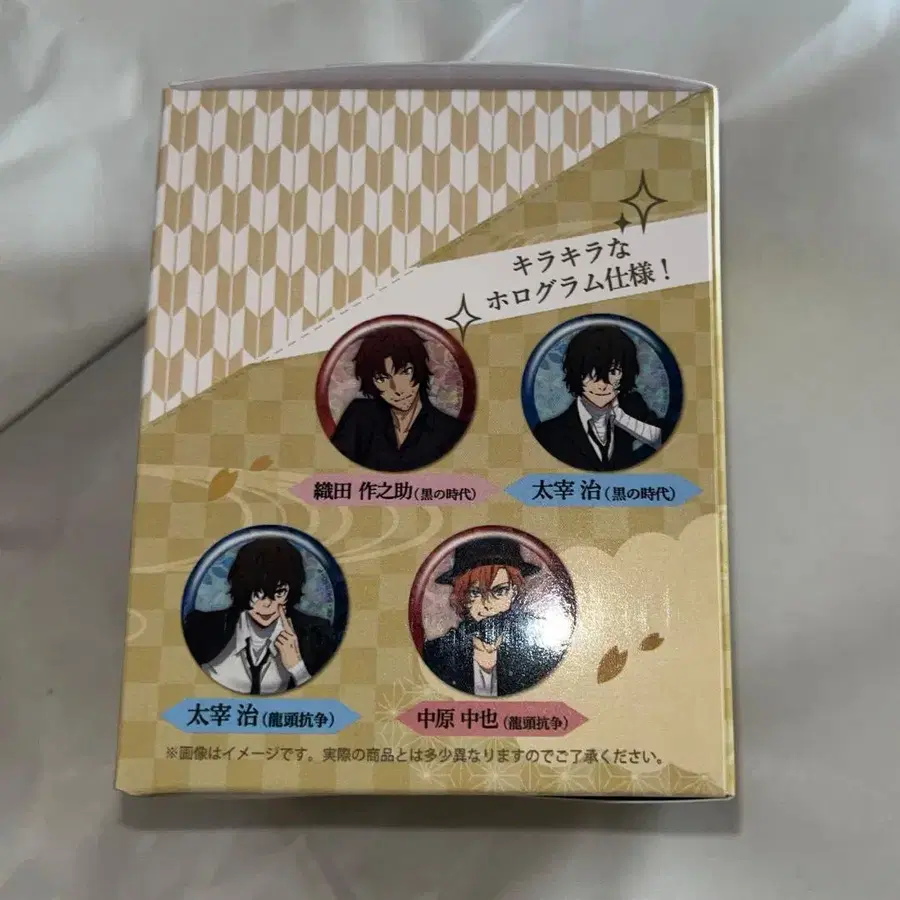 キラキラな
ホログラム仕様！
織田 作之助（黒の時代）
太宰 治（黒の時代）
太宰 治（龍頭抗争）
中原 中也（龍頭抗争）
※画像はイメージです。実際の商品とは多少異なりますのでご了承ください。